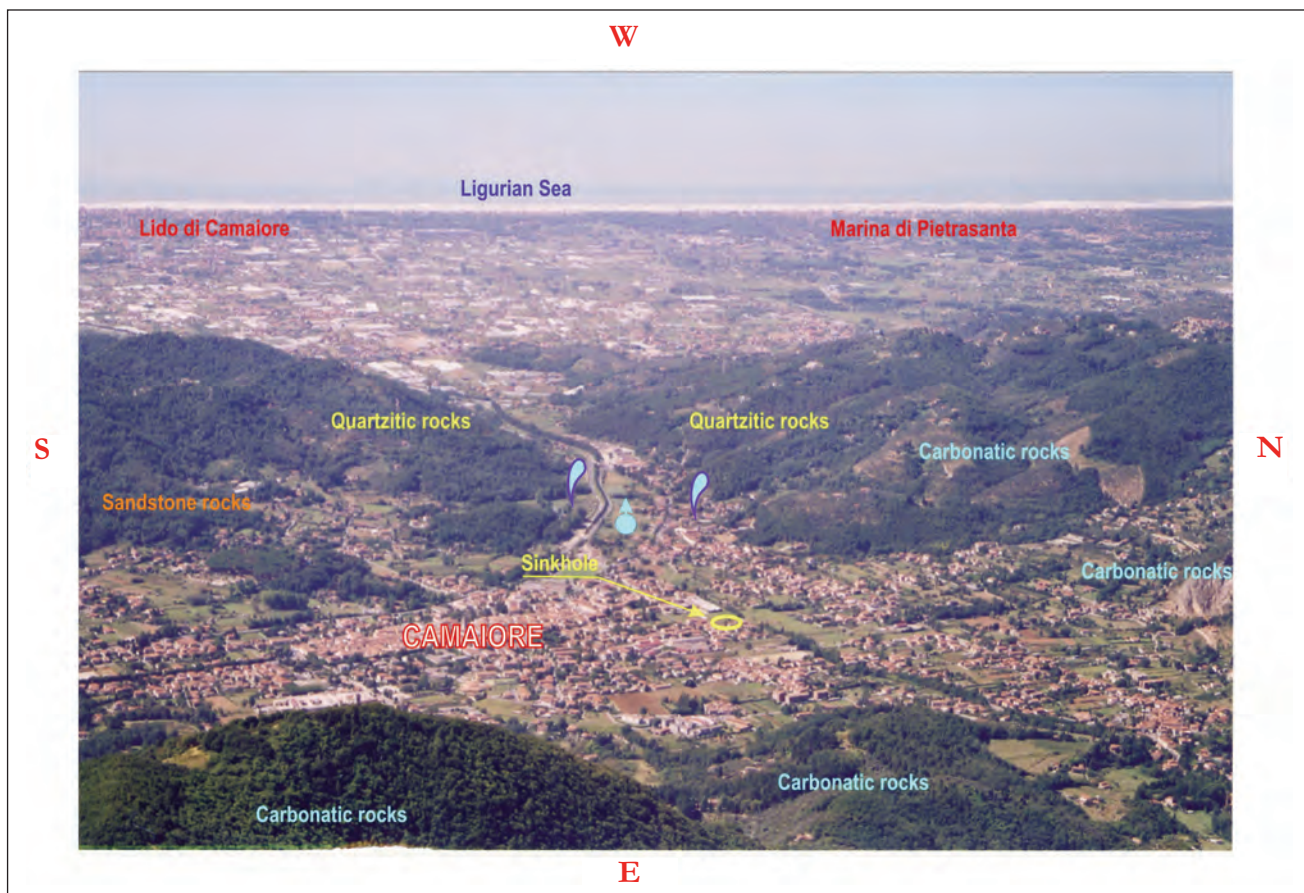 W
Ligurian Sea
Lido di Camaiore
Marina di Pietrasanta
Quartzitic rocks
Quartzitic rocks
Carbonatic rocks
S
N
Sandstone rocks
Sinkhole
Carbonatic rocks
CAMAIORE
Carbonatic rocks
Carbonatic rocks
E